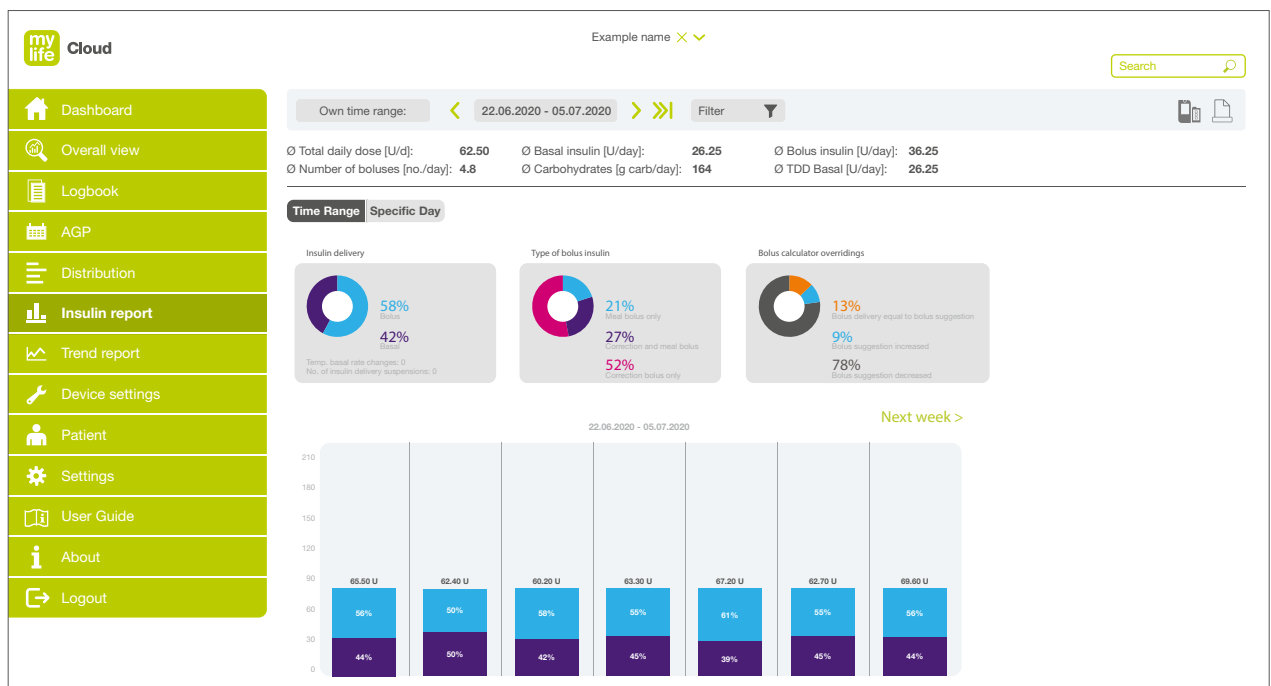 my life Cloud
Example name
Search
Dashboard
Overall view
Logbook
AGP
Distribution
Insulin report
Trend report
Device settings
Patient
Settings
User Guide
About
Logout
Own time range:
22.06.2020 - 05.07.2020
Filter
Ø Total daily dose [U/d]: 62.50 Ø Basal insulin [U/day]: 26.25 Ø Bolus insulin [U/day]: 36.25
Ø Number of boluses [no./day]: 4.8 Ø Carbohydrates [g carb/day]: 164 Ø TDD Basal [U/day]: 26.25
Time Range Specific Day
Insulin delivery
58%
Bolus
42%
Basal
Temp. basal rate changes: 0
No. of insulin delivery suspensions: 0
Type of bolus insulin
21%
Meal bolus only
27%
Correction and meal bolus
52%
Correction bolus only
Bolus calculator overridings
13%
Bolus delivery equal to bolus suggestion
9%
Bolus suggestion increased
78%
Bolus suggestion decreased
Next week >
22.06.2020 - 05.07.2020
210
180
150
120
90
60
30
0
65.50 U 62.40 U 60.20 U 63.30 U 67.20 U 62.70 U 69.60 U
56% 50% 58% 55% 61% 55% 56%
44% 50% 42% 45% 39% 45% 44%